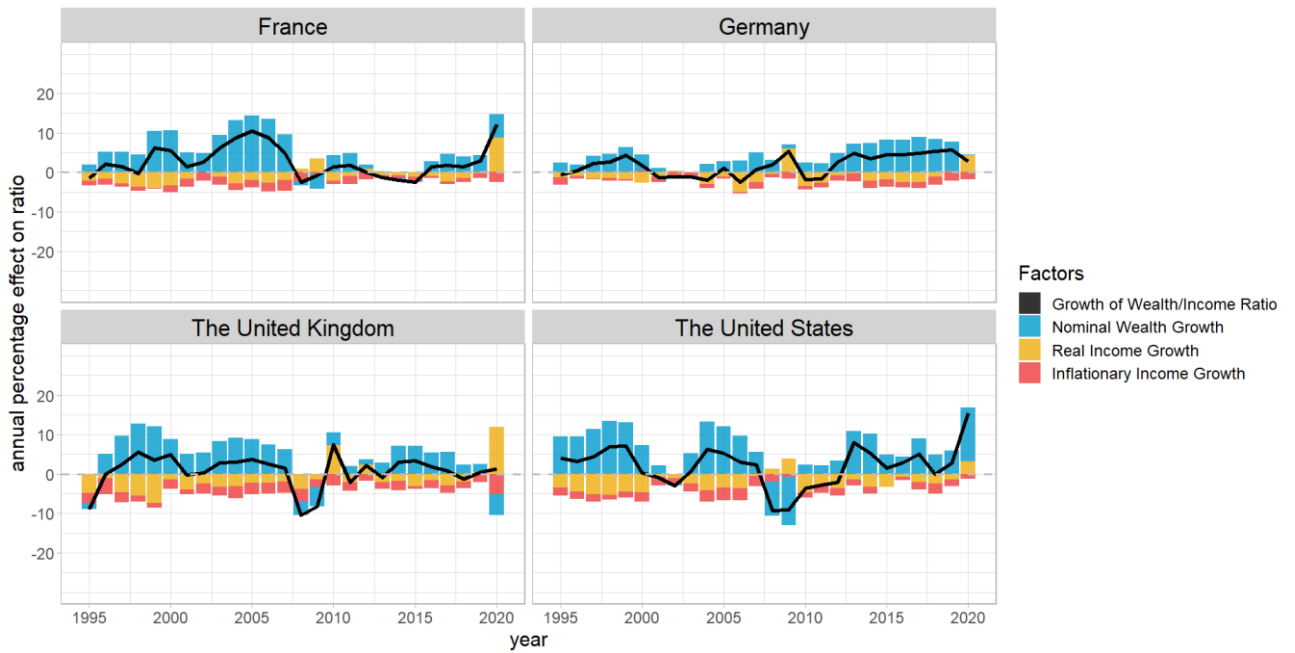 France
Germany
20
10
0
-10
-20
The United Kingdom
The United States
20
10
0
-10
-20
annual percentage effect on ratio
1995 2000 2005 2010 2015 2020
1995 2000 2005 2010 2015 2020
year
Factors
Growth of Wealth/Income Ratio
Nominal Wealth Growth
Real Income Growth
Inflationary Income Growth